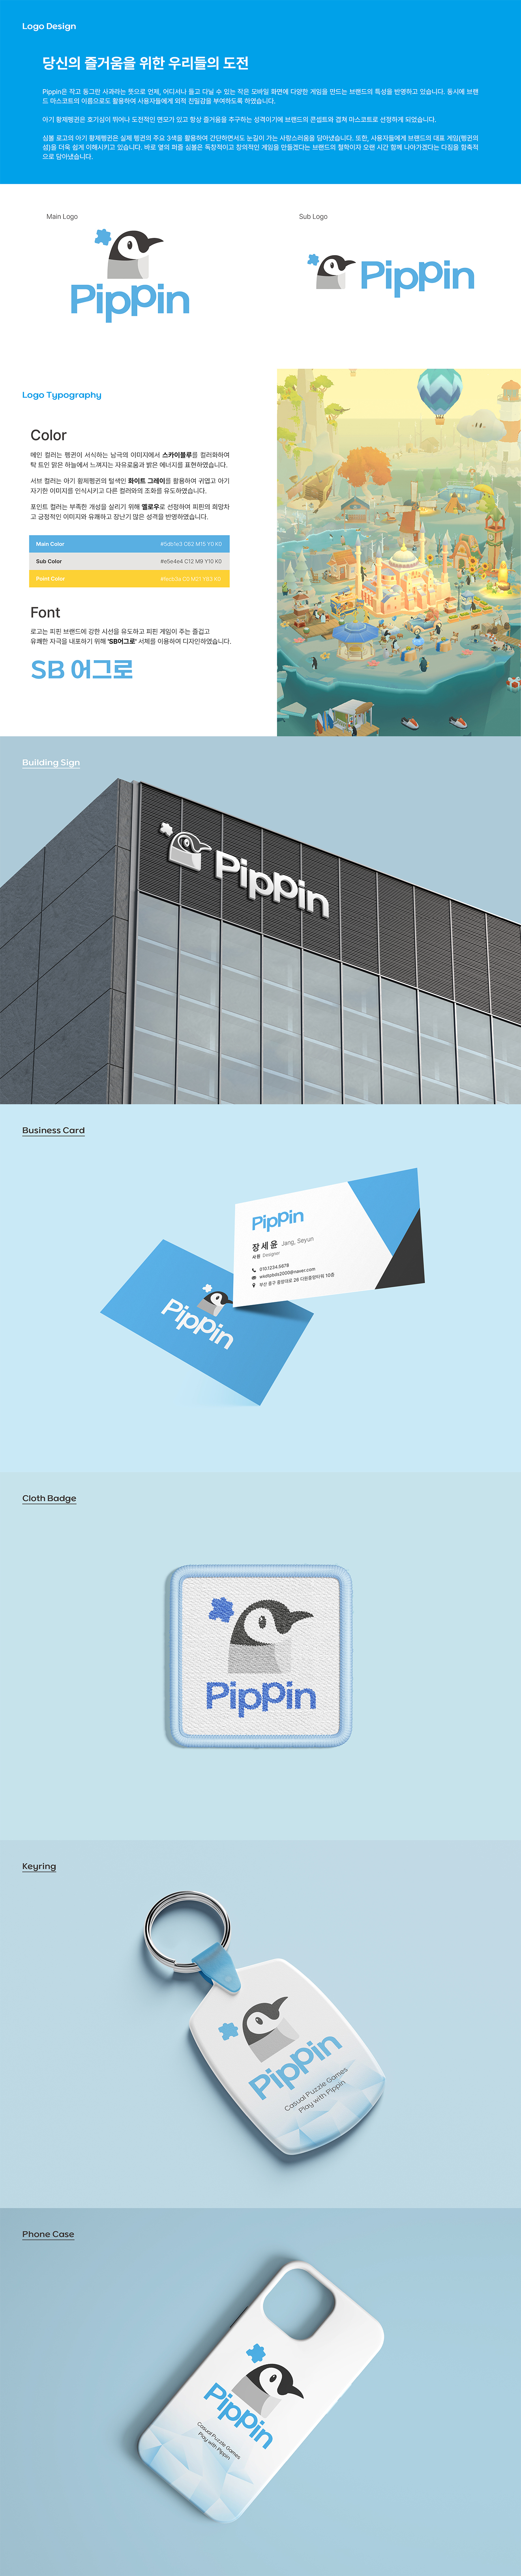 Logo Design
당신의 즐거움을 위한 우리들의 도전
Pippin은 작고 동그란 사과라는 뜻으로 언제, 어디서나 들고 다닐 수 있는 작은 모바일 화면에 다양한 게임을 만드는 브랜드의 특성을 반영하고 있습니다. 동시에 브랜
드 마스코트의 이름으로도 활용하여 사용자들에게 외적 친밀감을 부여하도록 하였습니다.
아기 황제펭귄은 호기심이 뛰어나 도전적인 면모가 있고 항상 즐거움을 추구하는 성격이기에 브랜드의 콘셉트와 겹쳐 마스코트로 선정하게 되었습니다.
심볼 로고의 아기 황제펭귄은 실제 펭귄의 주요 3색을 활용하여 간단하면서도 눈길이 가는 사랑스러움을 담아냈습니다. 또한, 사용자들에게 브랜드의 대표 게임(펭귄의
섬)을 더욱 쉽게 이해시키고 있습니다. 바로 옆의 퍼즐 심볼은 독창적이고 창의적인 게임을 만들겠다는 브랜드의 철학이자 오랜 시간 함께 나아가겠다는 다짐을 함축적
으로 담아냈습니다.
Main Logo
Sub Logo
Pippin
Pippin
Logo Typography
Color
메인 컬러는 펭귄이 서식하는 남극의 이미지에서 스카이블루를 컬러화하여
탁 트인 맑은 하늘에서 느껴지는 자유로움과 밝은 에너지를 표현하였습니다.
서브 컬러는 아기 황제펭귄의 털색인 화이트 그레이를 활용하여 귀엽고 아기
자기한 이미지를 인식시키고 다른 컬러와의 조화를 유도하였습니다.
포인트 컬러는 부족한 개성을 살리기 위해 옐로우로 선정하여 피핀의 희망차
고 긍정적인 이미지와 유쾌하고 장난기 많은 성격을 반영하였습니다.
Main Color #5db1e3 C62 M15 Y0 K0
Sub Color #e5e4e4 C12 M9 Y10 K0
Point Color
Font
로고는 피핀 브랜드에 강한 시선을 유도하고 피핀 게임이 주는 즐겁고
유쾌한 자극을 내포하기 위해 'SB어그로' 서체를 이용하여 디자인하였습니다.
SB 어그로
Building Sign
Pippin
Business Card
Pippin
장세윤 Jang, Seyun
사원 Designer
010.1234.5678
Pippin
Cloth Badge
Pippin
Keyring
Pippin
Casual Puzzle Games
Play with Pippin
Phone Case
Pippin
Casual Puzzle Games
Play with Pippin